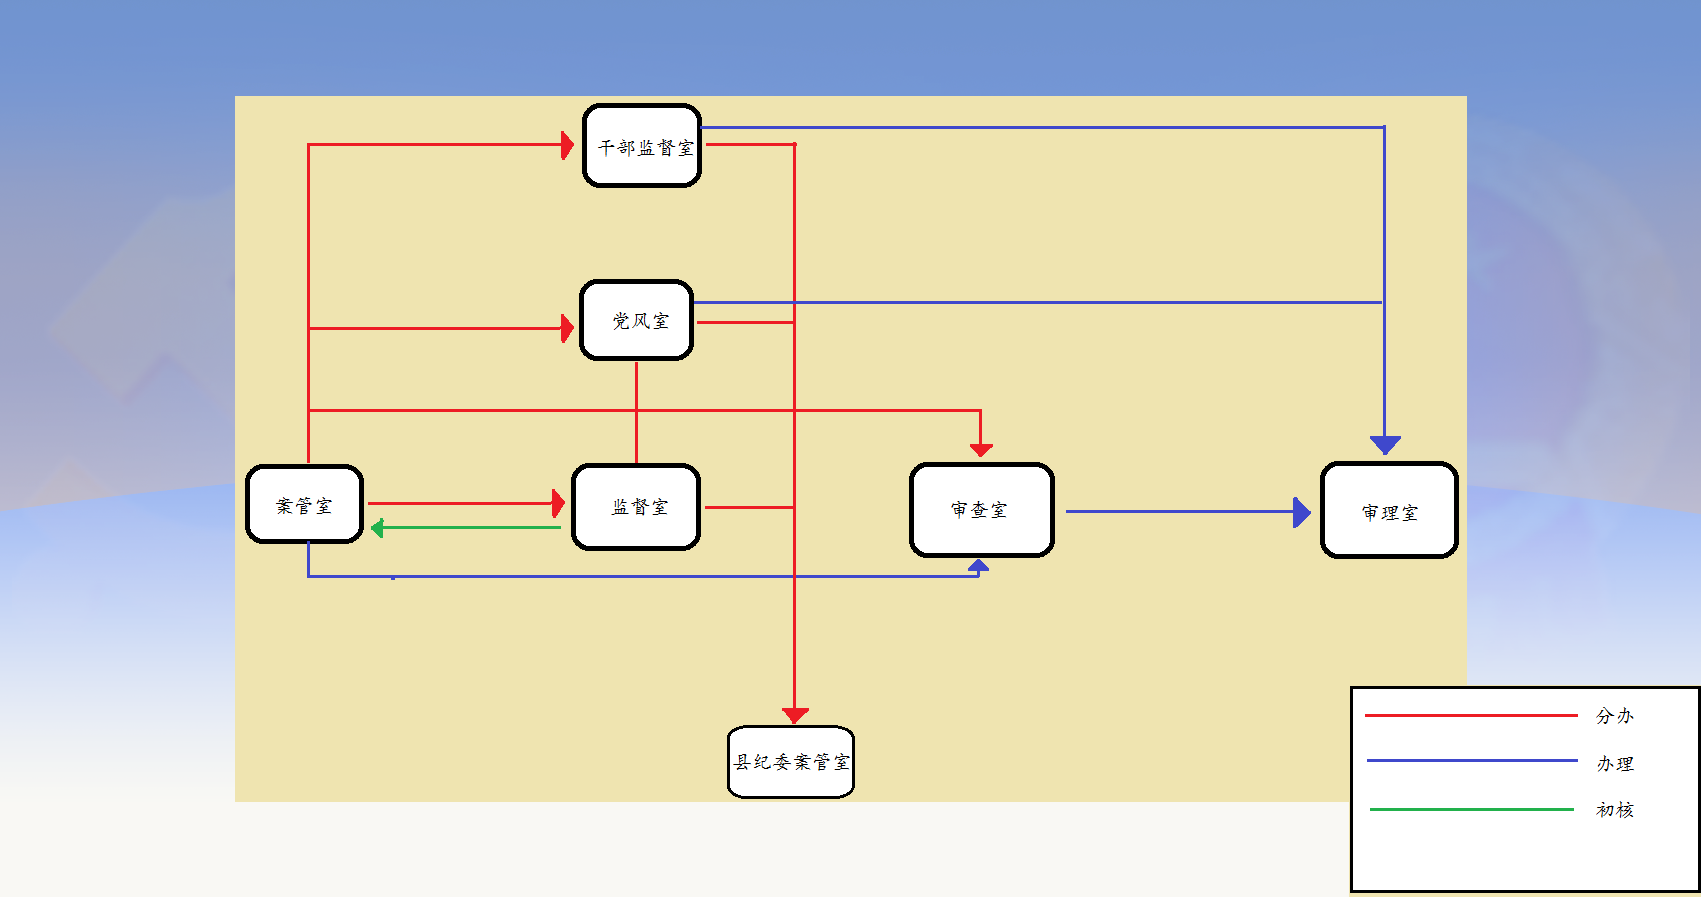 干部监督室
党风室
案管室
监督室
审查室
审理室
县纪委案管室
分办
办理
初核